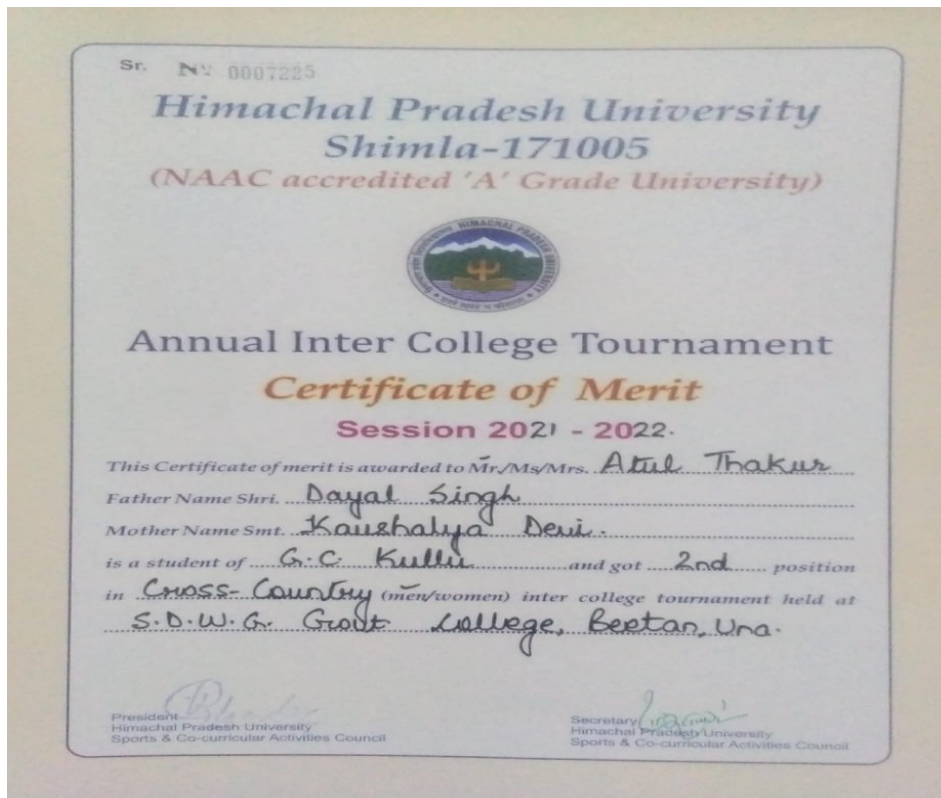 Sr. No 0007225
Himachal Pradesh University
Shimla-171005
(NAAC accredited 'A' Grade University)
HIMACHAL PRADESH UNIVERSITY
Annual Inter College Tournament
Certificate of Merit
Session 2021 - 2022.
This Certificate of merit is awarded to Mr./Ms/Mrs. Atul Thakur
Father Name Shri. Dayal Singh
Mother Name Smt. Kaushalya Devi.
is a student of G.C. Kullu and got 2nd position
in Cross-Country (men/women) inter college tournament held at
S.D.W.G. Govt College, Beetan, Una.
President
Himachal Pradesh University
Sports & Co-curricular Activities Council
Secretary
Himachal Pradesh University
Sports & Co-curricular Activities Council